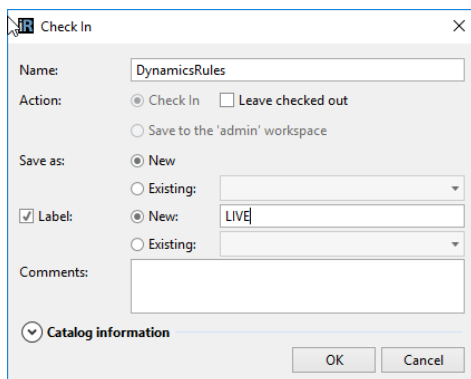 iR Check In
Name: DynamicsRules
Action: Check In Leave checked out
Save to the 'admin' workspace
Save as: New
Existing:
Label: New: LIVE
Existing:
Comments:
Catalog information
OK Cancel